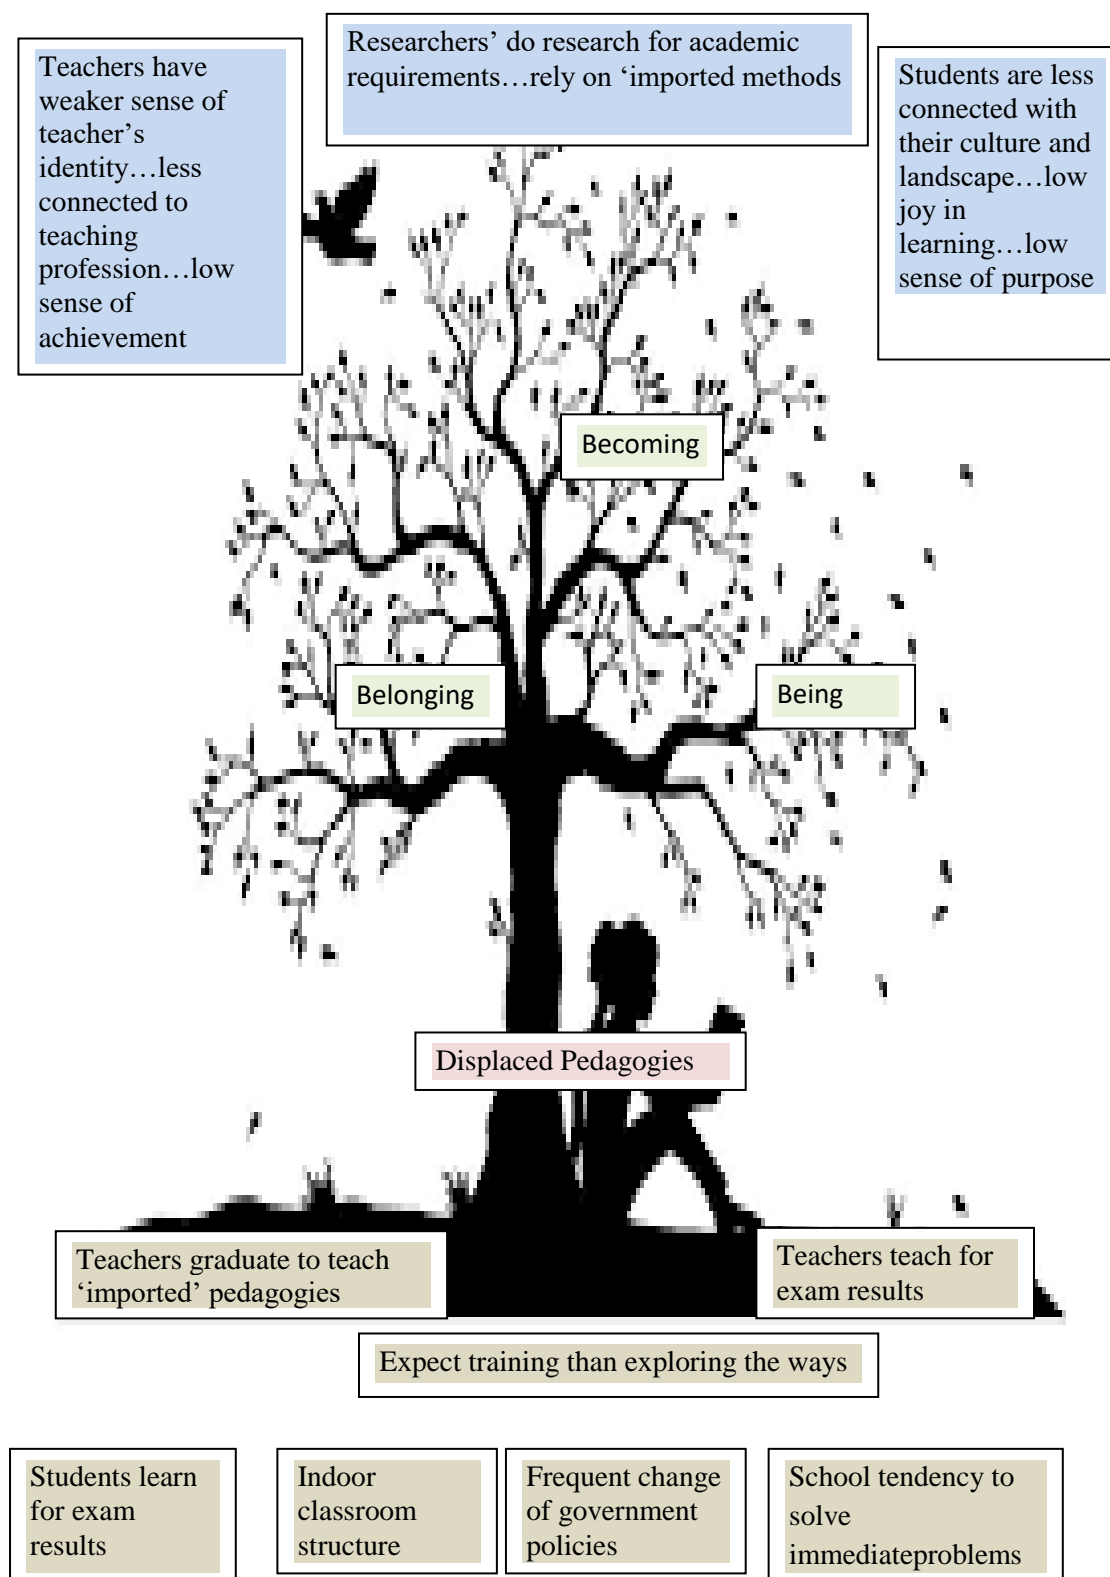 Researchers’ do research for academic
requirements…rely on ‘imported methods
Teachers have
weaker sense of
teacher’s
identity…less
connected to
teaching
profession…low
sense of
achievement
Students are less
connected with
their culture and
landscape…low
joy in
learning…low
sense of purpose
Becoming
Belonging
Being
Displaced Pedagogies
Teachers graduate to teach
‘imported’ pedagogies
Teachers teach for
exam results
Expect training than exploring the ways
Students learn
for exam
results
Indoor
classroom
structure
Frequent change
of government
policies
School tendency to
solve
immediateproblems